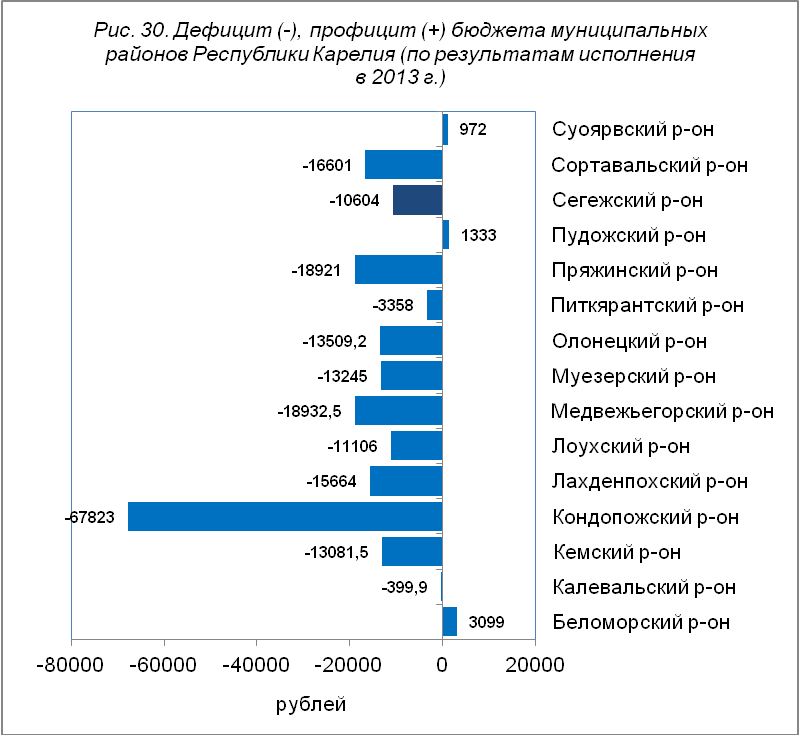 Рис. 30. Дефицит (-), профицит (+) бюджета муниципальных
районов Республики Карелия (по результатам исполнения
в 2013 г.)
972 Суоярвский р-он
-16601 Сортавальский р-он
-10604 Сегежский р-он
1333 Пудожский р-он
-18921 Пряжинский р-он
-3358 Питкярантский р-он
-13509,2 Олонецкий р-он
-13245 Муезерский р-он
-18932,5 Медвежьегорский р-он
-11106 Лоухский р-он
-15664 Лахденпохский р-он
-67823 Кондопожский р-он
-13081,5 Кемский р-он
-399,9 Калевальский р-он
3099 Беломорский р-он
-80000 -60000 -40000 -20000 0 20000
рублей